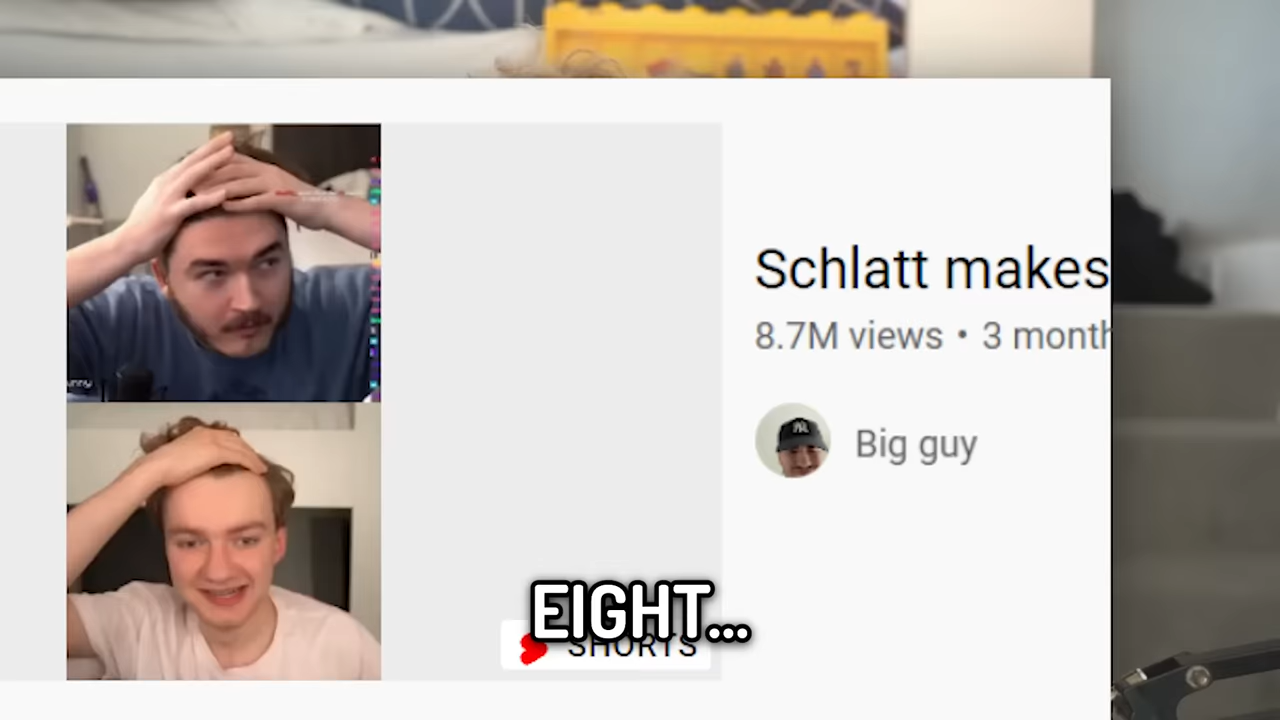 Schlatt makes
8.7M views • 3 month
Big guy
EIGHT...
SHORTS